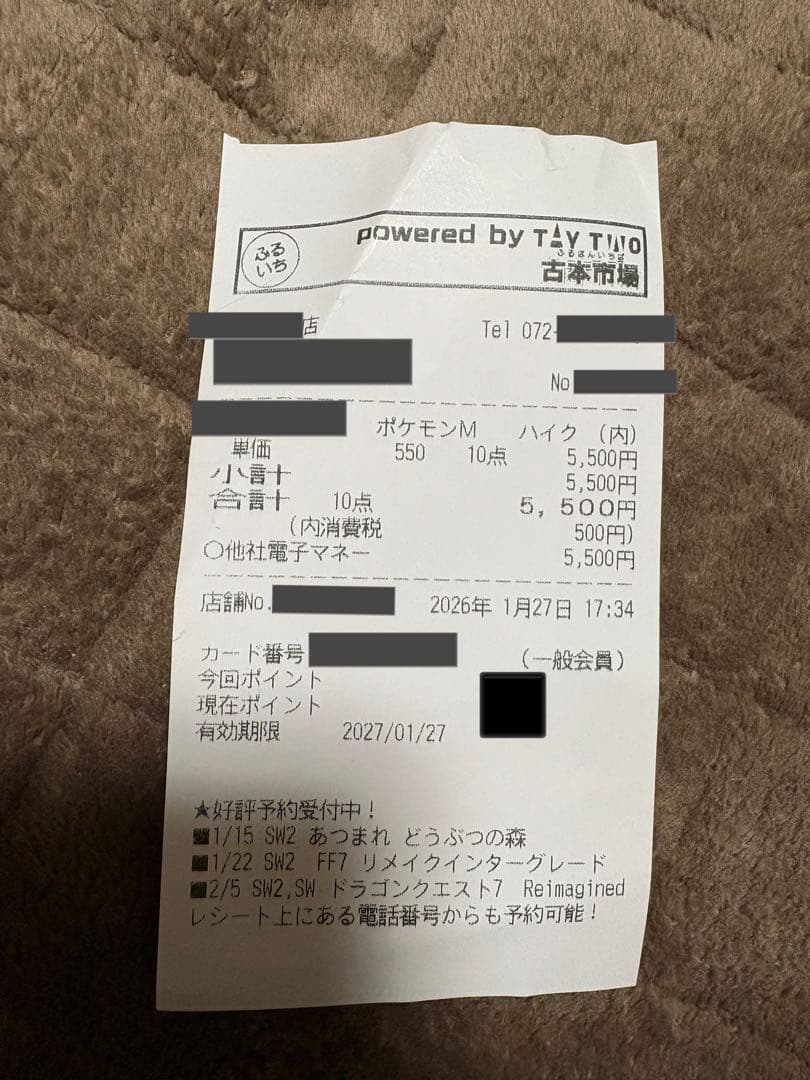 ふる
いち
powered by TAY TWO
ふるほんいちば
古本市場
店 Tel 072-
No
ポケモンM ハイク (内)
単価 550 10点 5,500円
小計 5,500円
合計 10点 5,500円
(内消費税 500円)
○他社電子マネー 5,500円
店舗No. 2026年 1月27日 17:34
カード番号 (一般会員)
今回ポイント
現在ポイント
有効期限 2027/01/27
★好評予約受付中!
■1/15 SW2 あつまれ どうぶつの森
■1/22 SW2 FF7 リメイクインターグレード
■2/5 SW2,SW ドラゴンクエスト7 Reimagined
レシート上にある電話番号からも予約可能!